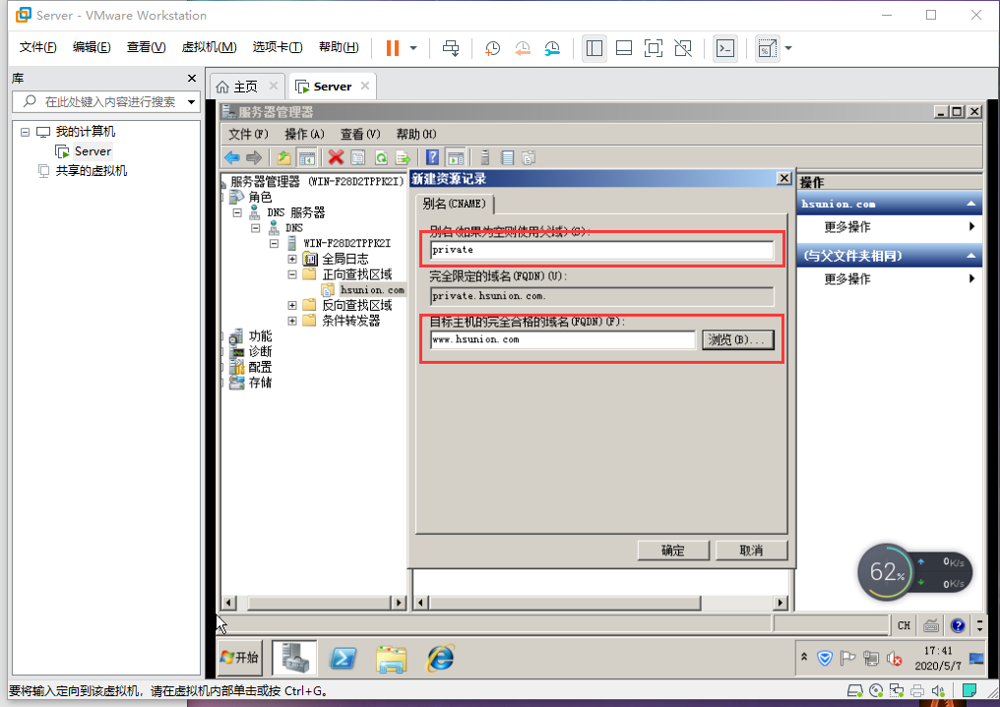 Server - VMware Workstation
文件(F) 编辑(E) 查看(V) 虚拟机(M) 选项卡(T) 帮助(H)
库
在此处键入内容进行搜索
我的计算机
Server
共享的虚拟机
主页
Server
服务器管理器
文件(F) 操作(A) 查看(V) 帮助(H)
服务器管理器 (WIN-F28D2TPPK2I)
角色
DNS 服务器
DNS
WIN-F28D2TPPK2I
全局日志
正向查找区域
hsunion.com
反向查找区域
条件转发器
功能
诊断
配置
存储
新建资源记录
别名(CNAME)
别名(如果为空则使用父域)(S):
private
完全限定的域名(FQDN)(U):
private.hsunion.com.
目标主机的完全合格的域名(FQDN)(F):
www.hsunion.com
浏览(B)...
确定
取消
操作
hsunion.com
更多操作
(与父文件夹相同)
更多操作
62%
0K/s
0K/s
CH
开始
17:41
2020/5/7
要将输入定向到该虚拟机，请在虚拟机内部单击或按 Ctrl+G。